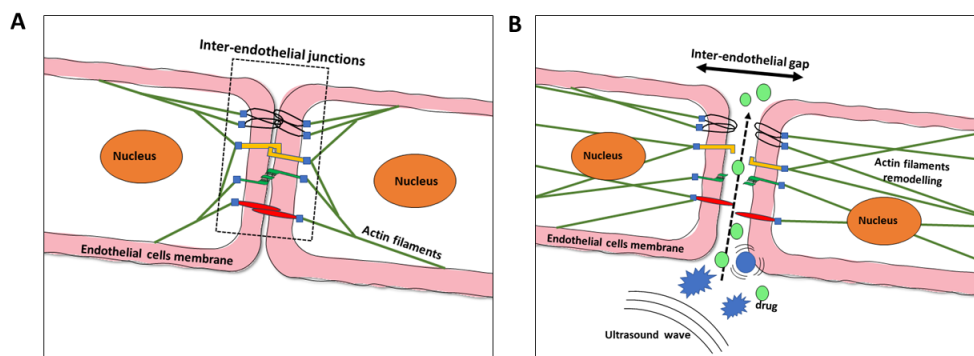 A
Inter-endothelial junctions
Nucleus
Nucleus
Actin filaments
Endothelial cells membrane
B
Inter-endothelial gap
Nucleus
Actin filaments
remodelling
Nucleus
Endothelial cells membrane
drug
Ultrasound wave